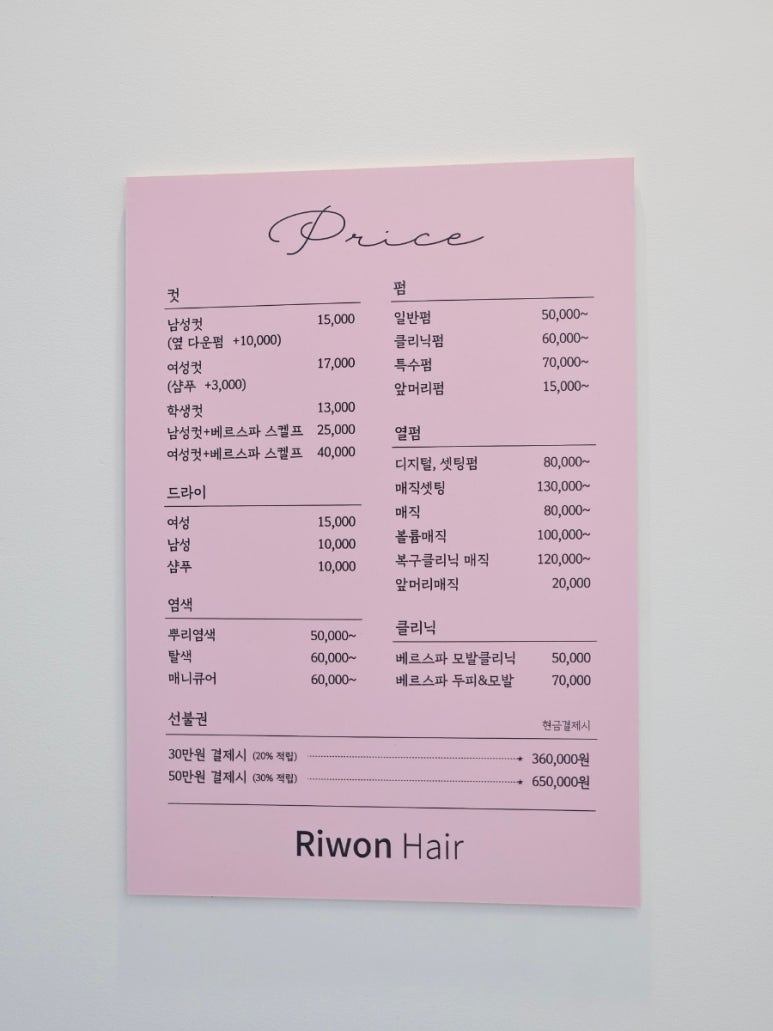 Price
컷
남성컷 15,000
(옆 다운펌 +10,000)
여성컷 17,000
(샴푸 +3,000)
학생컷 13,000
남성컷+베르스파 스켈프 25,000
여성컷+베르스파 스켈프 40,000
드라이
여성 15,000
남성 10,000
샴푸 10,000
염색
뿌리염색 50,000~
탈색 60,000~
매니큐어 60,000~
펌
일반펌 50,000~
클리닉펌 60,000~
특수펌 70,000~
앞머리펌 15,000~
열펌
디지털, 셋팅펌 80,000~
매직셋팅 130,000~
매직 80,000~
볼륨매직 100,000~
복구클리닉 매직 120,000~
앞머리매직 20,000
클리닉
베르스파 모발클리닉 50,000
베르스파 두피&모발 70,000
선불권 현금결제시
30만원 결제시 (20% 적립) 360,000원
50만원 결제시 (30% 적립) 650,000원
Riwon Hair